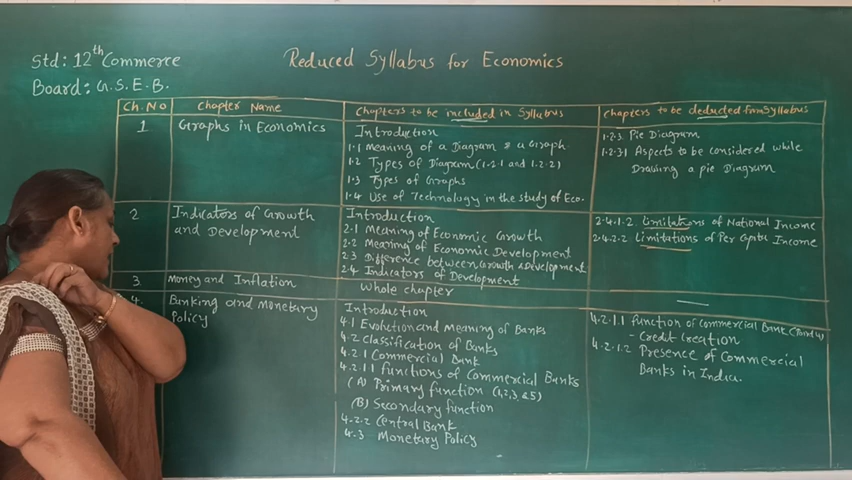 Reduced Syllabus for Economics
Std: 12th Commerce
Board: G.S.E.B.
Ch.No
Chapter Name
Chapters to be included in Syllabus
Chapters to be deducted from Syllabus
1
Graphs in Economics
Introduction
1.1 Meaning of a Diagram & a Graph
1.2 Types of Diagram (1.2.1 and 1.2.2)
1.3 Types of Graphs
1.4 Use of Technology in the study of Eco.
1.2.3. Pie Diagram
1.2.3.1 Aspects to be considered while
Drawing a pie Diagram
2
Indicators of Growth
and Development
Introduction
2.1 Meaning of Economic Growth
2.2 Meaning of Economic Development
2.3 Difference between Growth & Development
2.4 Indicators of Development
2.4.1.2 Limitations of National Income
2.4.2.2 Limitations of Per Capita Income
3
Money and Inflation
Whole chapter
4.
Banking and Monetary
Policy
Introduction
4.1 Evolution and Meaning of Banks
4.2 Classification of Banks
4.2.1 Commercial Bank
4.2.1.1 Functions of Commercial Banks
(A) Primary function (1,2,3, & 5)
(B) Secondary function
4.2.2 Central Bank
4.3 Monetary Policy
4.2.1.1 Function of Commercial Bank
- Credit Creation
4.2.1.2 Presence of Commercial
Banks in India.